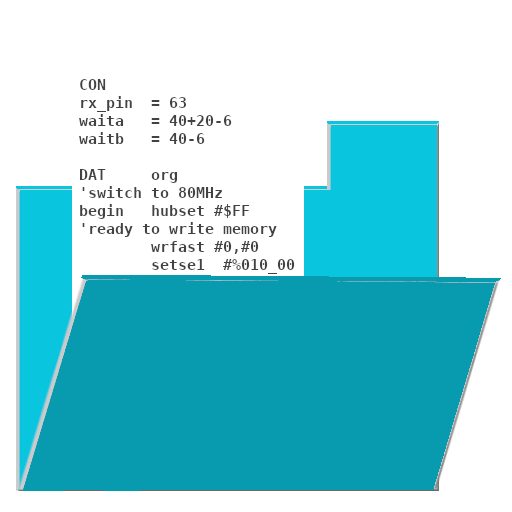 CON
rx_pin  = 63
waita   = 40+20-6
waitb   = 40-6

DAT     org
'switch to 80MHz
begin   hubset #$FF
'ready to write memory
        wrfast #0,#0
        setse1  #%010_00